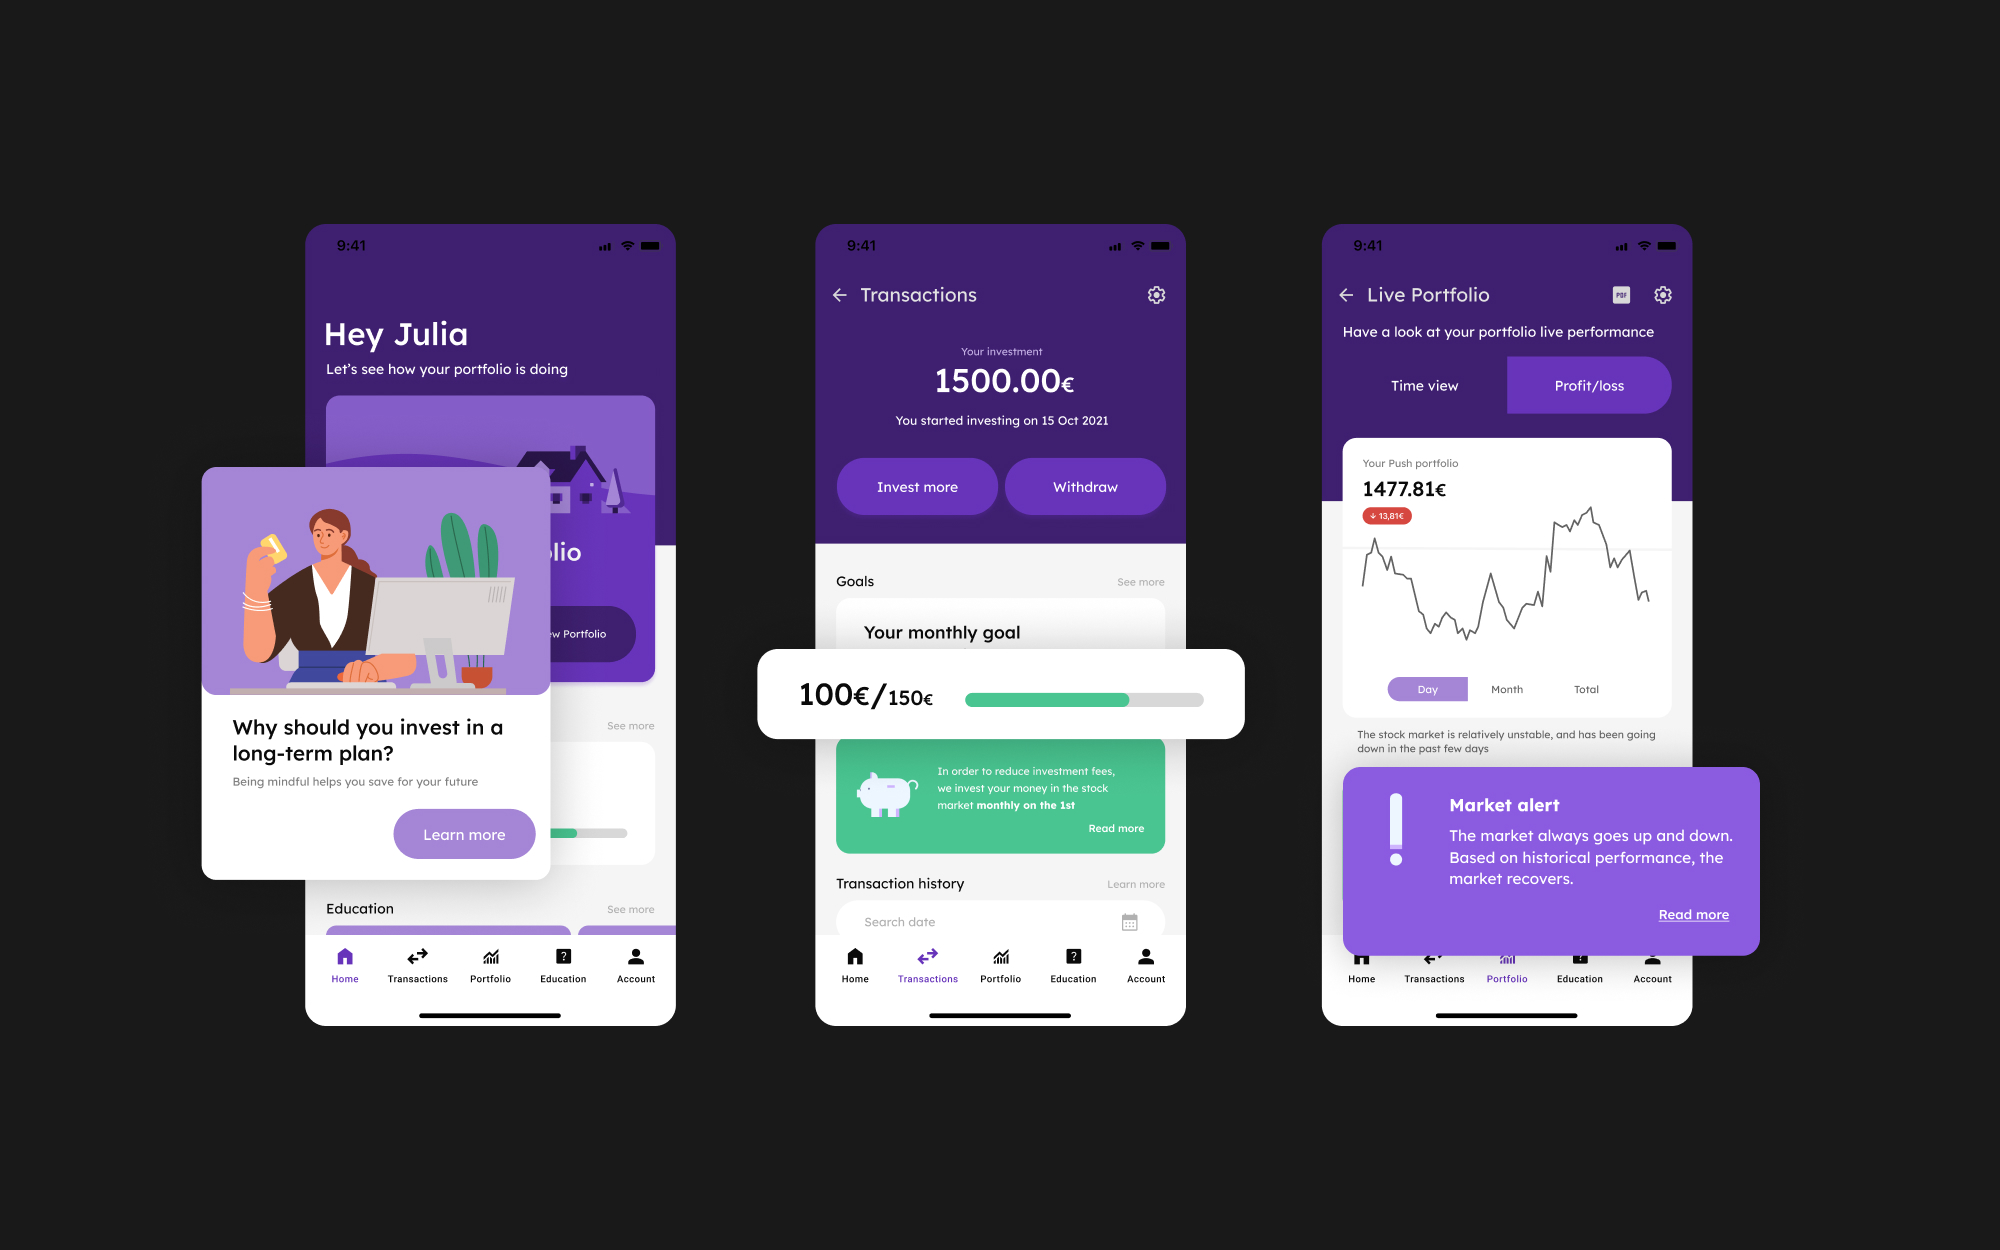 9:41
Hey Julia
Let's see how your portfolio is doing
Why should you invest in a
long-term plan?
Being mindful helps you save for your future
Learn more
See more
Education
See more
Home
Transactions
Portfolio
Education
Account
Portfolio
9:41
Transactions
Your investment
1500.00€
You started investing on 15 Oct 2021
Invest more
Withdraw
Goals
See more
Your monthly goal
100€/150€
In order to reduce investment fees,
we invest your money in the stock
market monthly on the 1st
Read more
Transaction history
Learn more
Search date
Home
Transactions
Portfolio
Education
Account
9:41
Live Portfolio
PDF
Have a look at your portfolio live performance
Time view
Profit/loss
Your Push portfolio
1477.81€
↓ 13,81€
Day
Month
Total
The stock market is relatively unstable, and has been going
down in the past few days
Market alert
The market always goes up and down.
Based on historical performance, the
market recovers.
Read more
Home
Transactions
Portfolio
Education
Account